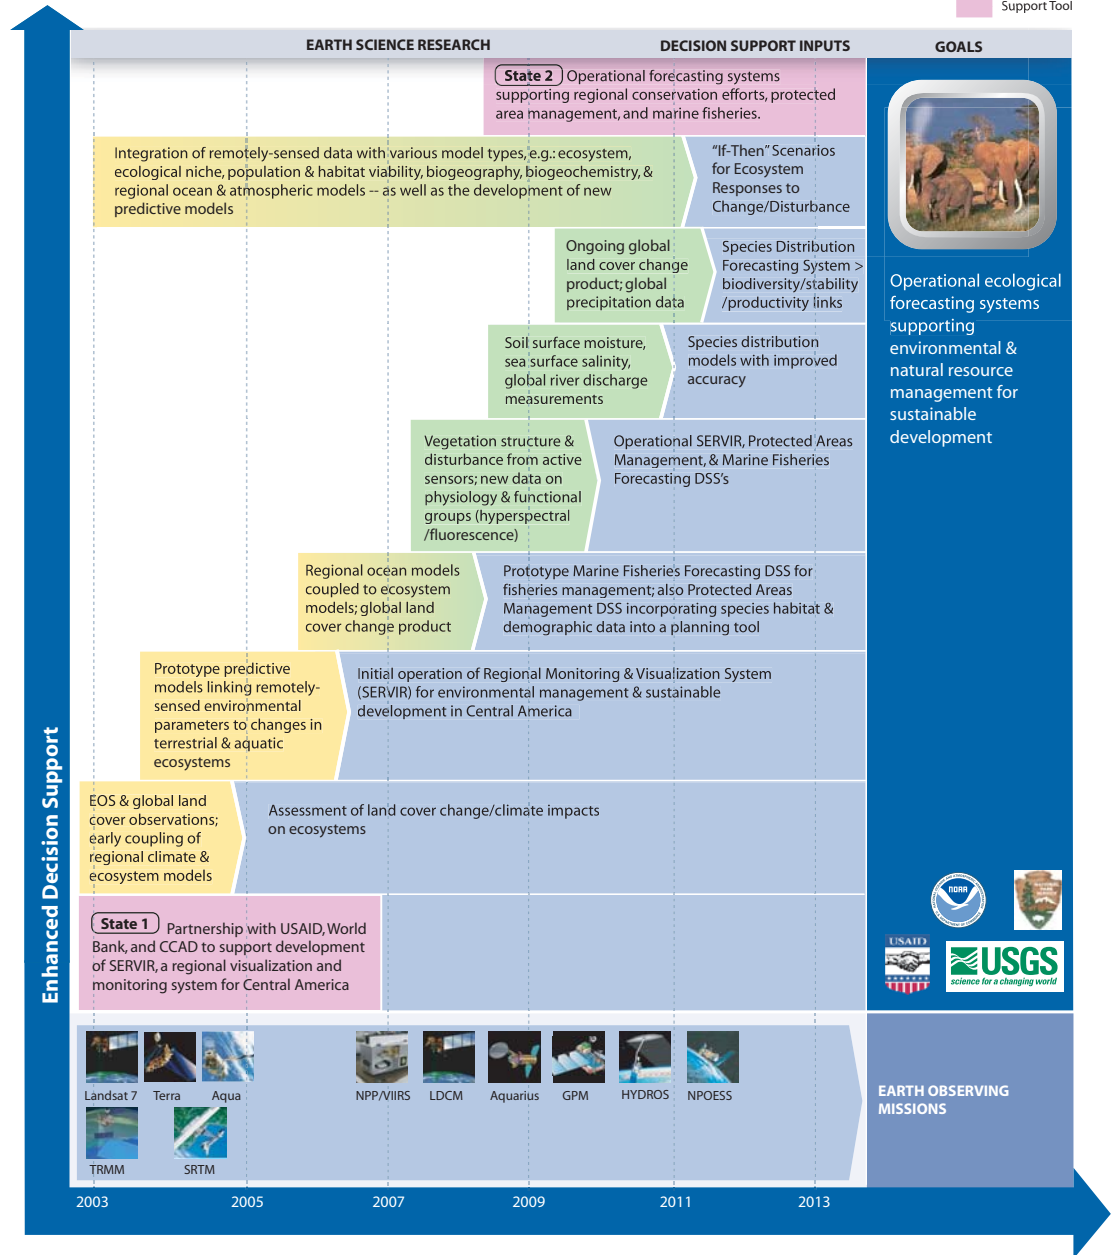 Support Tool
EARTH SCIENCE RESEARCH
DECISION SUPPORT INPUTS
GOALS
State 2 Operational forecasting systems
supporting regional conservation efforts, protected
area management, and marine fisheries.
Integration of remotely-sensed data with various model types, e.g.: ecosystem,
ecological niche, population & habitat viability, biogeography, biogeochemistry, &
regional ocean & atmospheric models -- as well as the development of new
predictive models
"If-Then" Scenarios
for Ecosystem
Responses to
Change/Disturbance
Ongoing global
land cover change
product; global
precipitation data
Species Distribution
Forecasting System >
biodiversity/stability
/productivity links
Operational ecological
forecasting systems
supporting
environmental &
natural resource
management for
sustainable
development
Soil surface moisture,
sea surface salinity,
global river discharge
measurements
Species distribution
models with improved
accuracy
Vegetation structure &
disturbance from active
sensors; new data on
physiology & functional
groups (hyperspectral
/fluorescence)
Operational SERVIR, Protected Areas
Management, & Marine Fisheries
Forecasting DSS's
Regional ocean models
coupled to ecosystem
models; global land
cover change product
Prototype Marine Fisheries Forecasting DSS for
fisheries management; also Protected Areas
Management DSS incorporating species habitat &
demographic data into a planning tool
Prototype predictive
models linking remotely-
sensed environmental
parameters to changes in
terrestrial & aquatic
ecosystems
Initial operation of Regional Monitoring & Visualization System
(SERVIR) for environmental management & sustainable
development in Central America
Enhanced Decision Support
EOS & global land
cover observations;
early coupling of
regional climate &
ecosystem models
Assessment of land cover change/climate impacts
on ecosystems
State 1 Partnership with USAID, World
Bank, and CCAD to support development
of SERVIR, a regional visualization and
monitoring system for Central America
NOAA
USAID
USGS
science for a changing world
Landsat 7
Terra
Aqua
NPP/VIIRS
LDCM
Aquarius
GPM
HYDROS
NPOESS
TRMM
SRTM
EARTH OBSERVING
MISSIONS
2003
2005
2007
2009
2011
2013